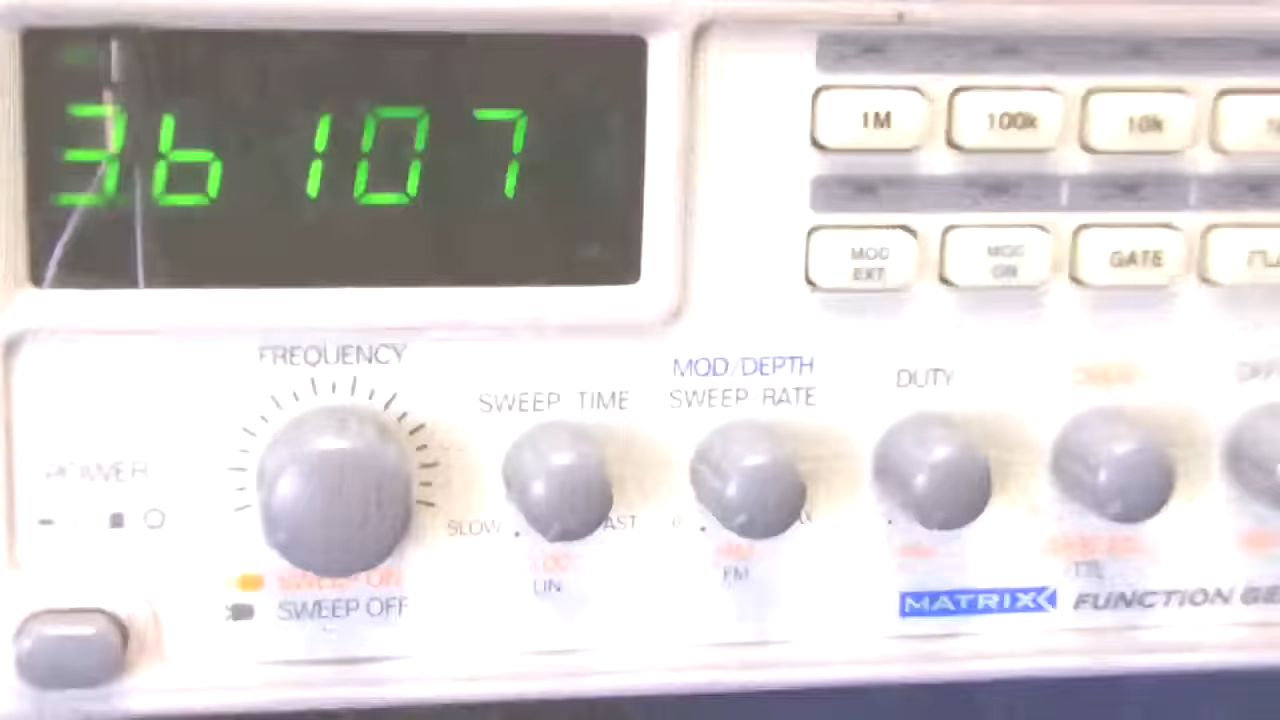 36107
1M 100k 10k
MOD EXT
MOD ON
GATE
FREQUENCY
SWEEP TIME
MOD/DEPTH
SWEEP RATE
DUTY
POWER
SLOW
LIN
FM
TTL
SWEEP ON
SWEEP OFF
MATRIX FUNCTION GE